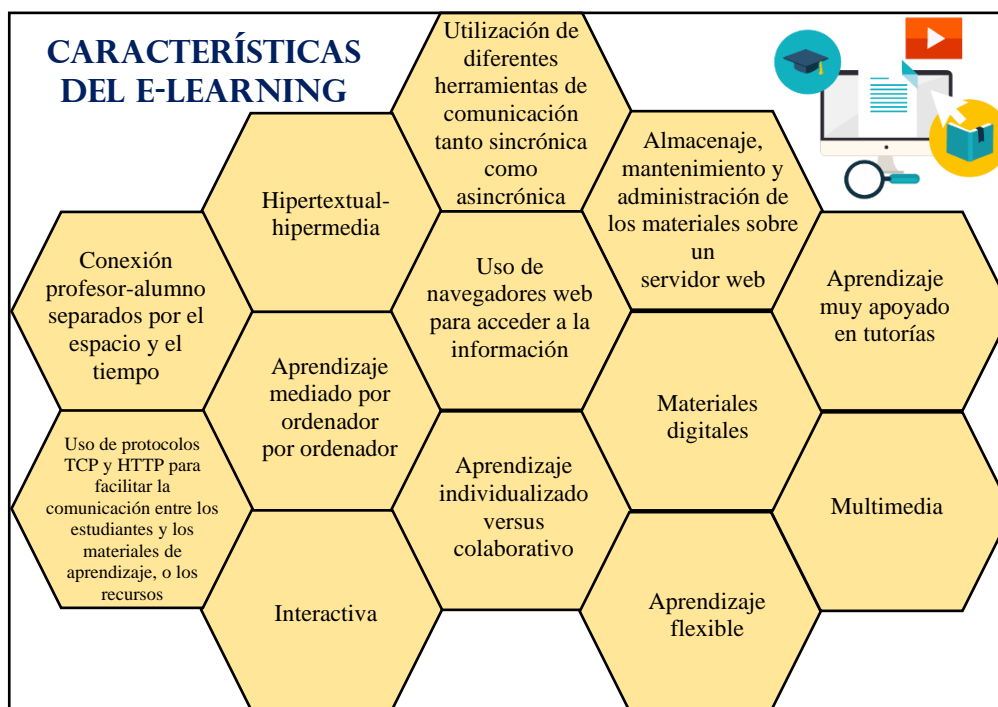 CARACTERÍSTICAS
DEL E-LEARNING
Utilización de
diferentes
herramientas de
comunicación
tanto sincrónica
como
asincrónica
Hipertextual-
hipermedia
Almacenaje,
mantenimiento y
administración de
los materiales sobre
un
servidor web
Conexión
profesor-alumno
separados por el
espacio y el
tiempo
Uso de
navegadores web
para acceder a la
información
Aprendizaje
muy apoyado
en tutorías
Aprendizaje
mediado por
ordenador
por ordenador
Materiales
digitales
Uso de protocolos
TCP y HTTP para
facilitar la
comunicación entre los
estudiantes y los
materiales de
aprendizaje, o los
recursos
Aprendizaje
individualizado
versus
colaborativo
Multimedia
Interactiva
Aprendizaje
flexible